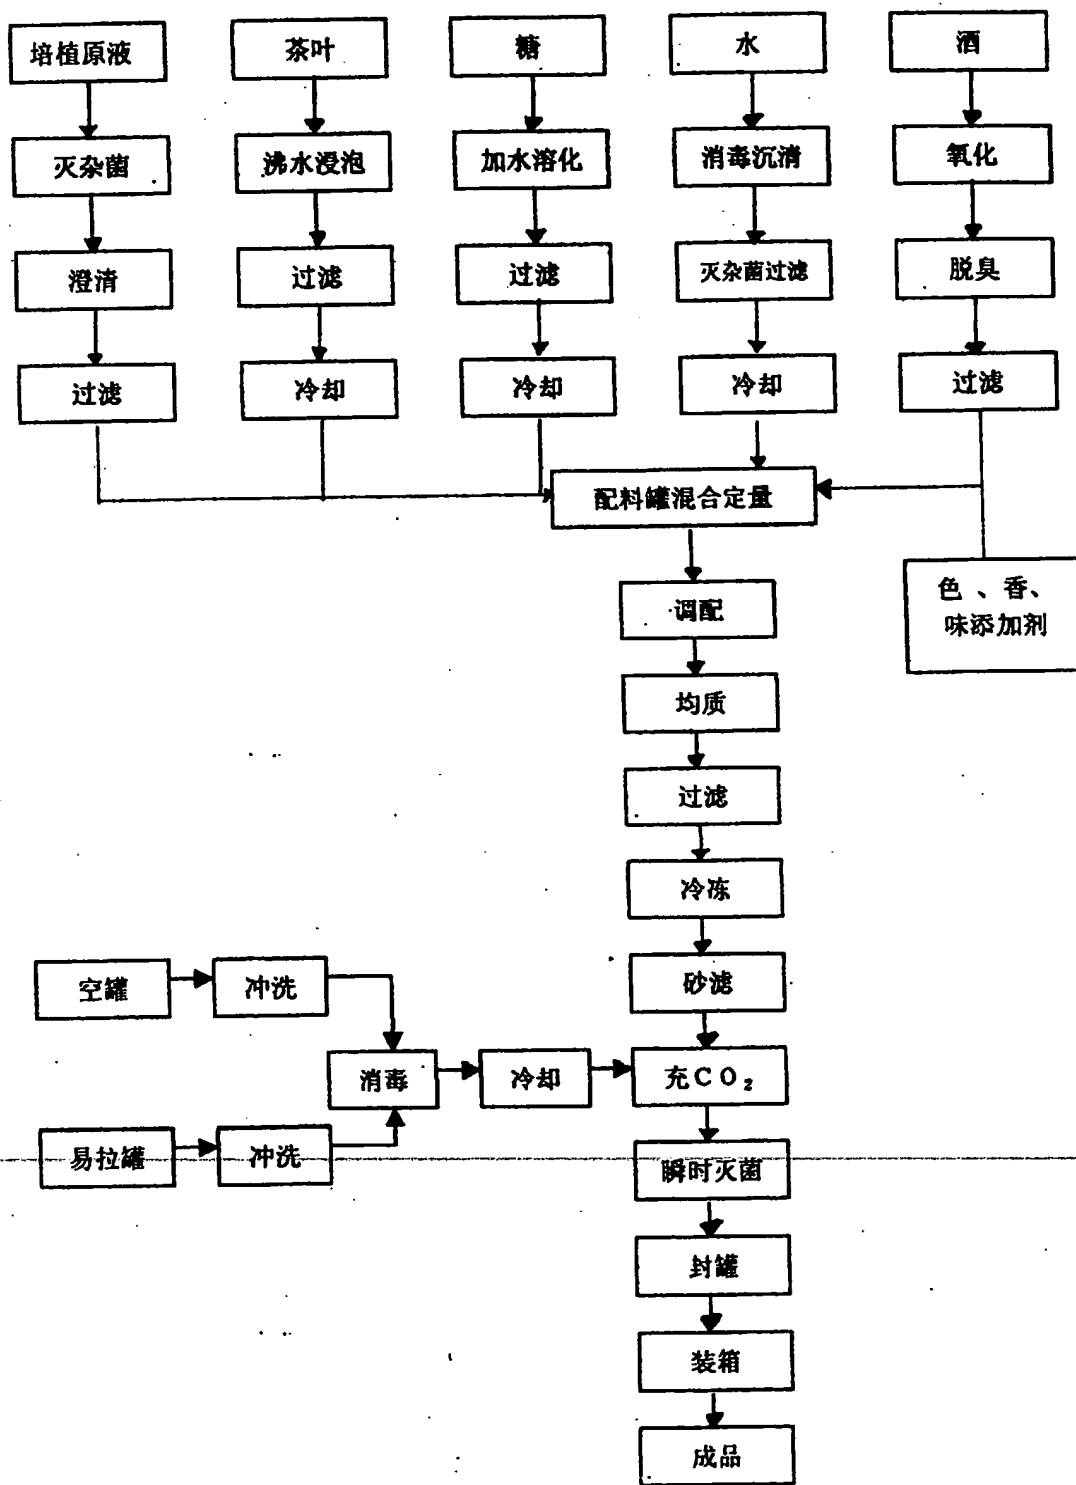 培植原液
茶叶
糖
水
酒
灭杂菌
沸水浸泡
加水溶化
消毒沉清
氧化
澄清
过滤
过滤
灭杂菌过滤
脱臭
过滤
冷却
冷却
冷却
过滤
配料罐混合定量
色、香、
味添加剂
调配
均质
过滤
冷冻
空罐
冲洗
砂滤
消毒
冷却
充CO₂
易拉罐
冲洗
瞬时灭菌
封罐
装箱
成品